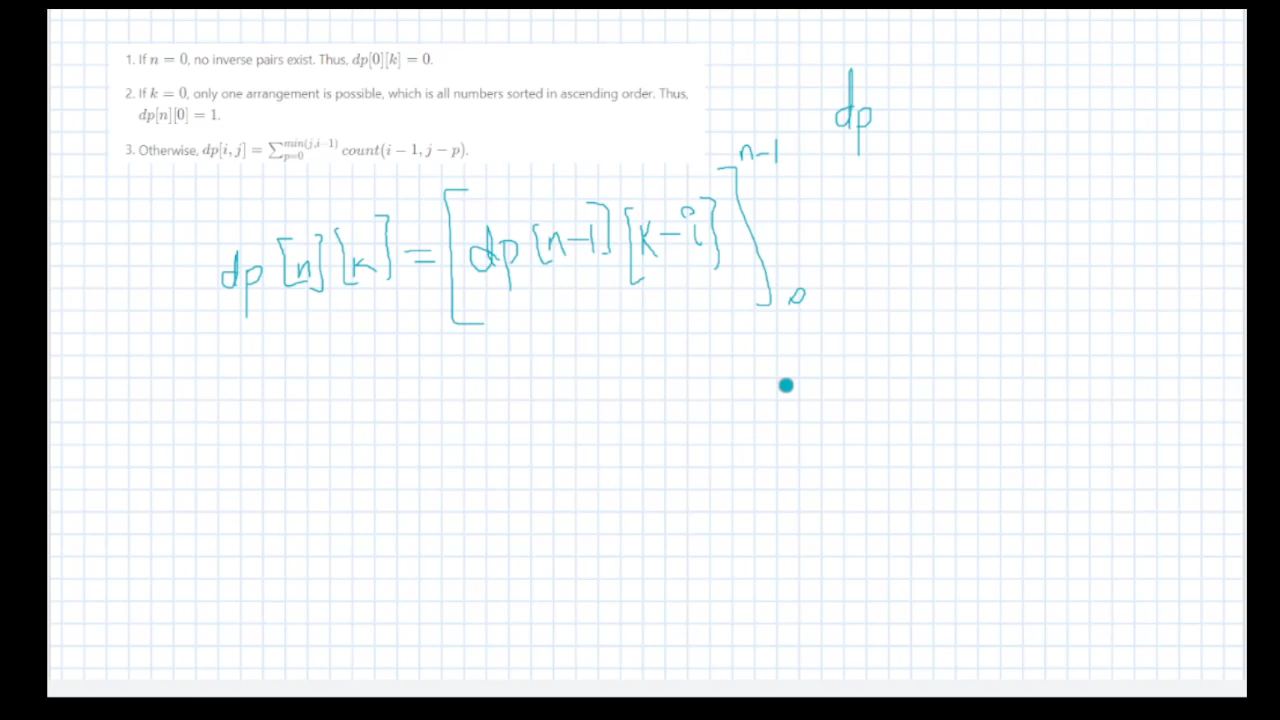 1. If n = 0, no inverse pairs exist. Thus, dp[0][k] = 0.
2. If k = 0, only one arrangement is possible, which is all numbers sorted in ascending order. Thus,
dp[n][0] = 1.
3. Otherwise, dp[i, j] = ∑_{p=0}^{min(j,i−1)} count(i − 1, j − p).
dp
dp[n][k] = [dp[n-1][k-i]]_{0}^{n-1}